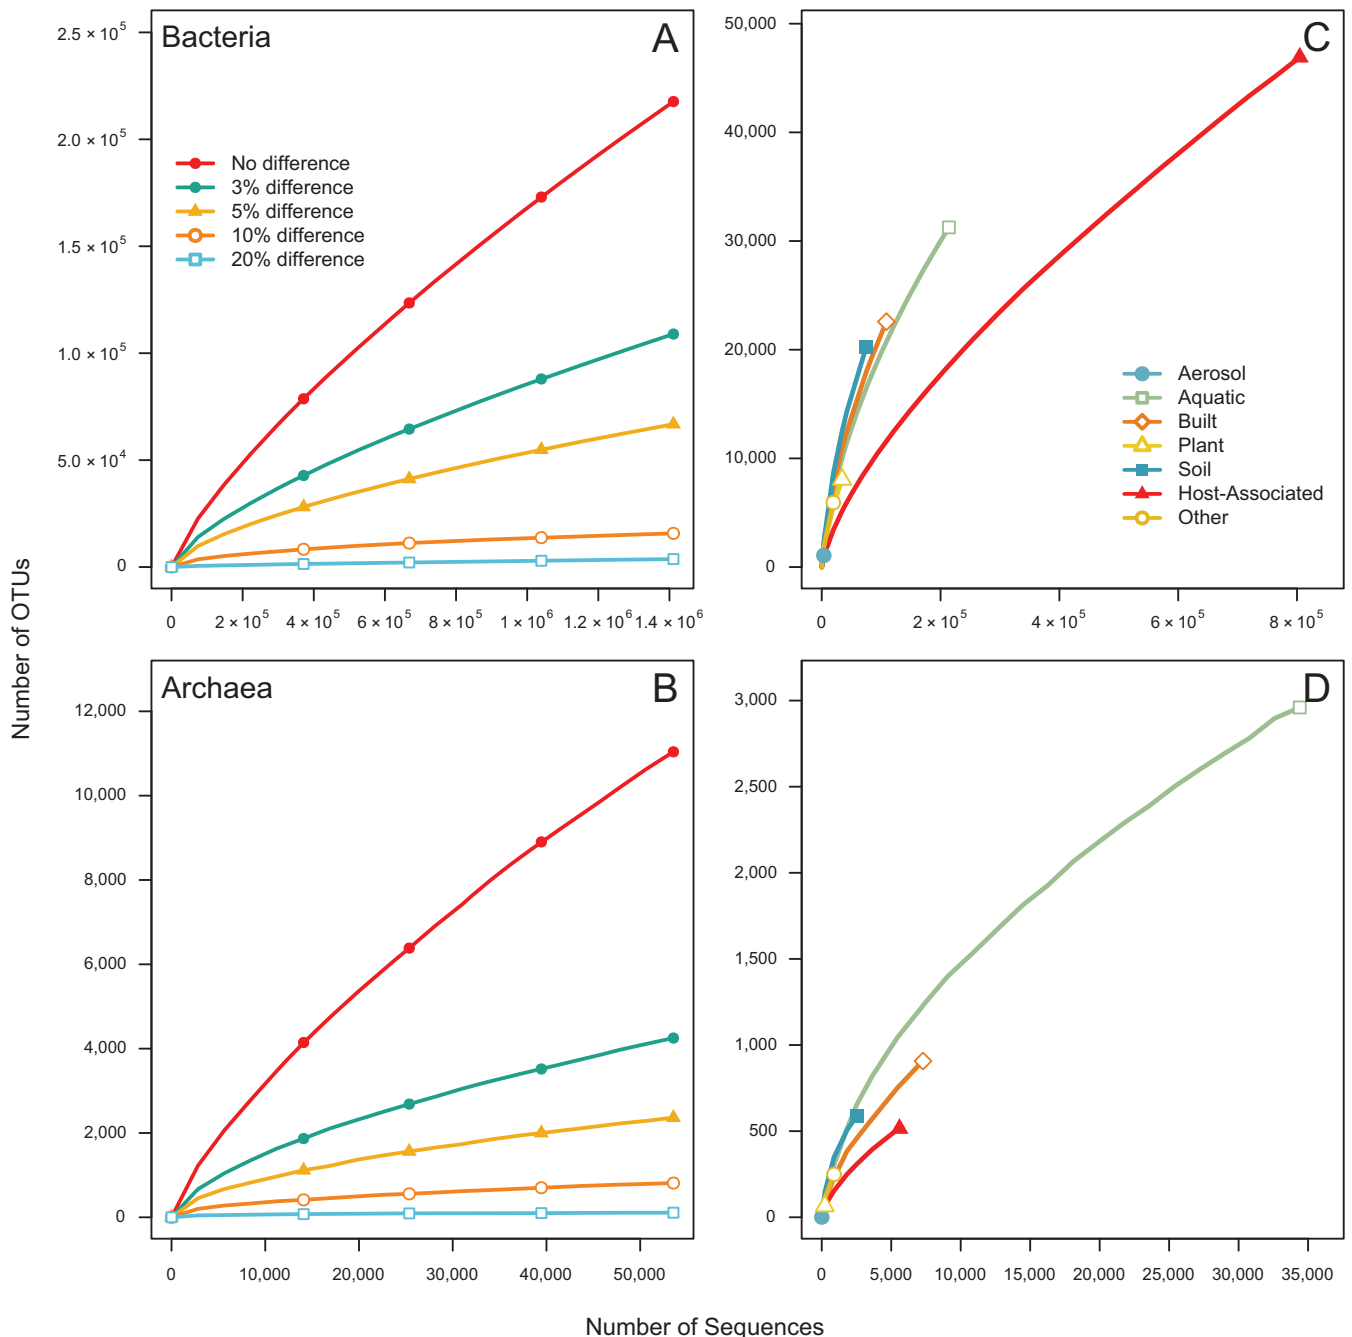 Number of OTUs
Bacteria
A
2.5 × 10^5
2.0 × 10^5
1.5 × 10^5
1.0 × 10^5
5.0 × 10^4
0
No difference
3% difference
5% difference
10% difference
20% difference
0 2 × 10^5 4 × 10^5 6 × 10^5 8 × 10^5 1 × 10^6 1.2 × 10^6 1.4 × 10^6
C
50,000
40,000
30,000
20,000
10,000
0
Aerosol
Aquatic
Built
Plant
Soil
Host-Associated
Other
0 2 × 10^5 4 × 10^5 6 × 10^5 8 × 10^5
Archaea
B
12,000
10,000
8,000
6,000
4,000
2,000
0
0 10,000 20,000 30,000 40,000 50,000
D
3,000
2,500
2,000
1,500
1,000
500
0
0 5,000 10,000 15,000 20,000 25,000 30,000 35,000
Number of Sequences